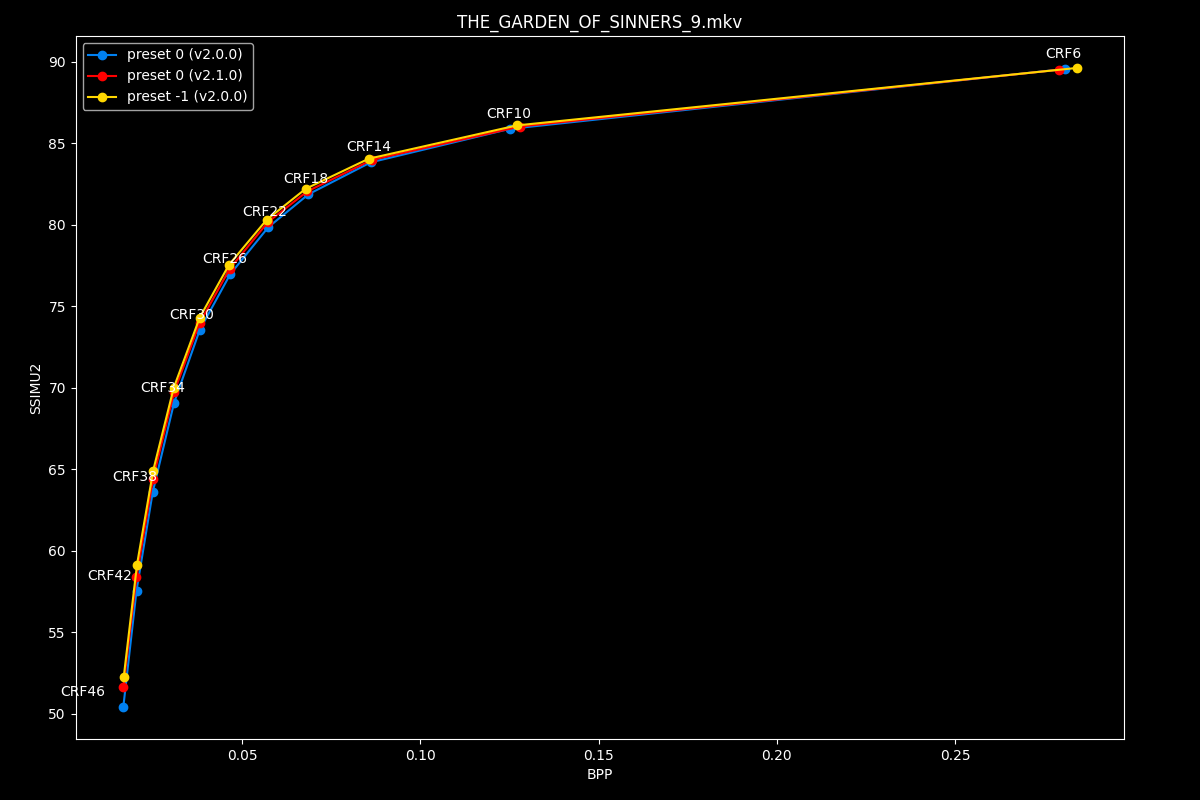 THE_GARDEN_OF_SINNERS_9.mkv
preset 0 (v2.0.0)
preset 0 (v2.1.0)
preset -1 (v2.0.0)
CRF6
CRF10
CRF14
CRF18
CRF22
CRF26
CRF30
CRF34
CRF38
CRF42
CRF46
90
85
80
75
70
65
60
55
50
SSIMU2
0.05 0.10 0.15 0.20 0.25
BPP